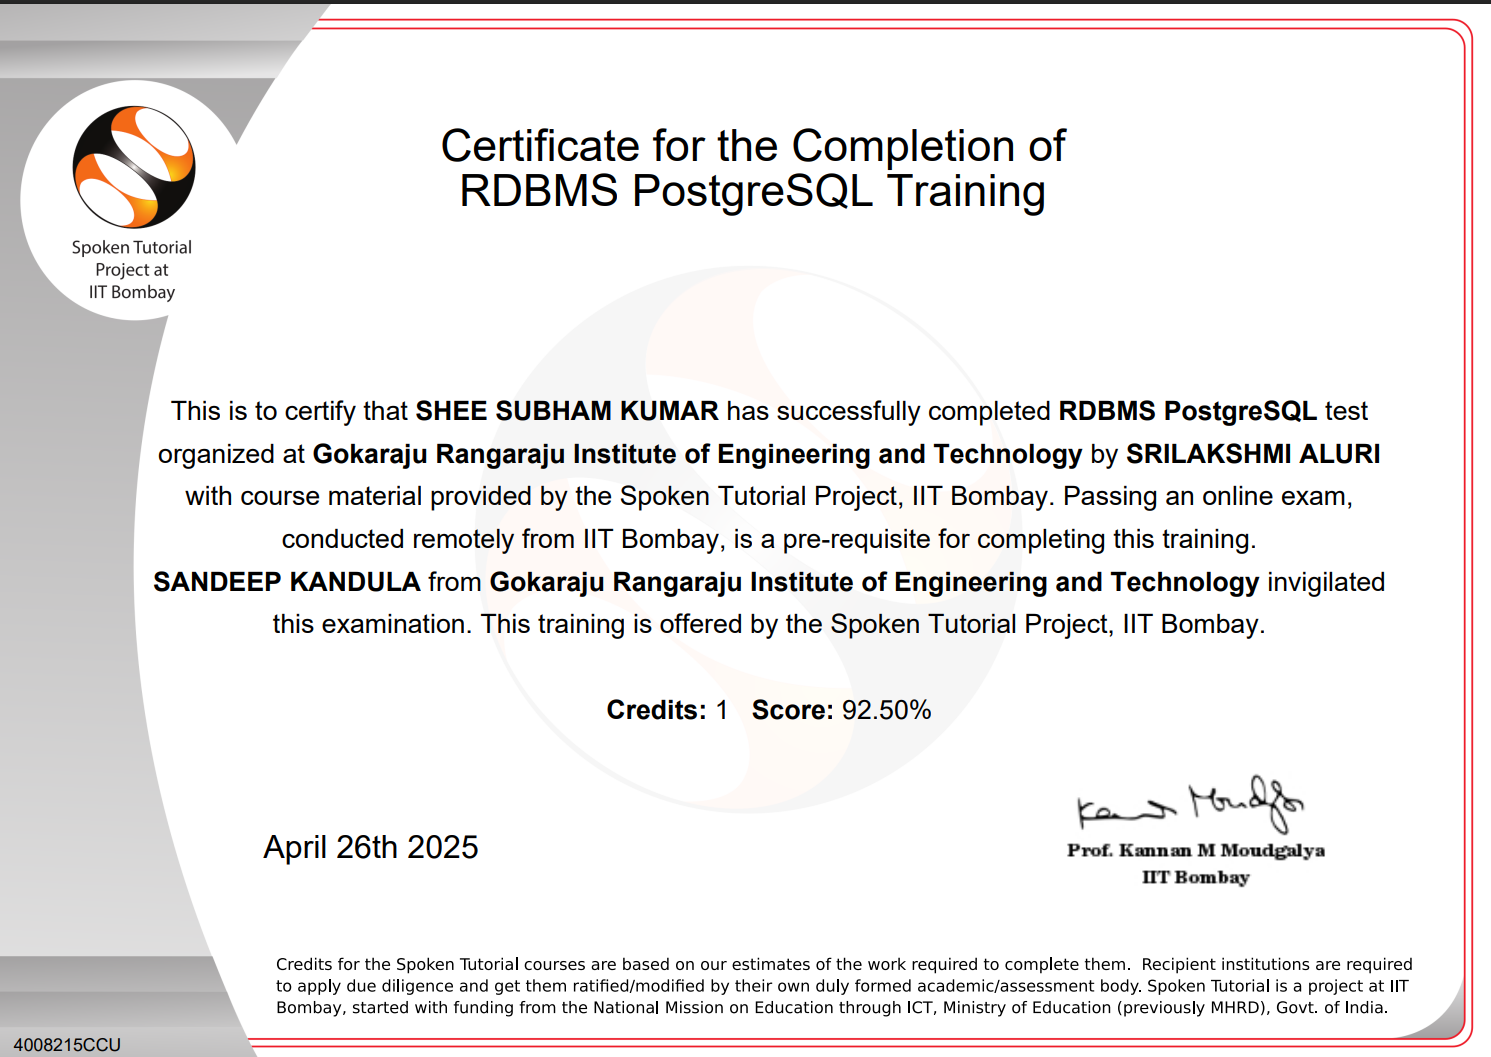 Certificate for the Completion of
RDBMS PostgreSQL Training
Spoken Tutorial
Project at
IIT Bombay
This is to certify that SHEE SUBHAM KUMAR has successfully completed RDBMS PostgreSQL test
organized at Gokaraju Rangaraju Institute of Engineering and Technology by SRILAKSHMI ALURI
with course material provided by the Spoken Tutorial Project, IIT Bombay. Passing an online exam,
conducted remotely from IIT Bombay, is a pre-requisite for completing this training.
SANDEEP KANDULA from Gokaraju Rangaraju Institute of Engineering and Technology invigilated
this examination. This training is offered by the Spoken Tutorial Project, IIT Bombay.
Credits: 1 Score: 92.50%
April 26th 2025
Kannan Moudgalya
Prof. Kannan M Moudgalya
IIT Bombay
Credits for the Spoken Tutorial courses are based on our estimates of the work required to complete them. Recipient institutions are required
to apply due diligence and get them ratified/modified by their own duly formed academic/assessment body. Spoken Tutorial is a project at IIT
Bombay, started with funding from the National Mission on Education through ICT, Ministry of Education (previously MHRD), Govt. of India.
4008215CCU